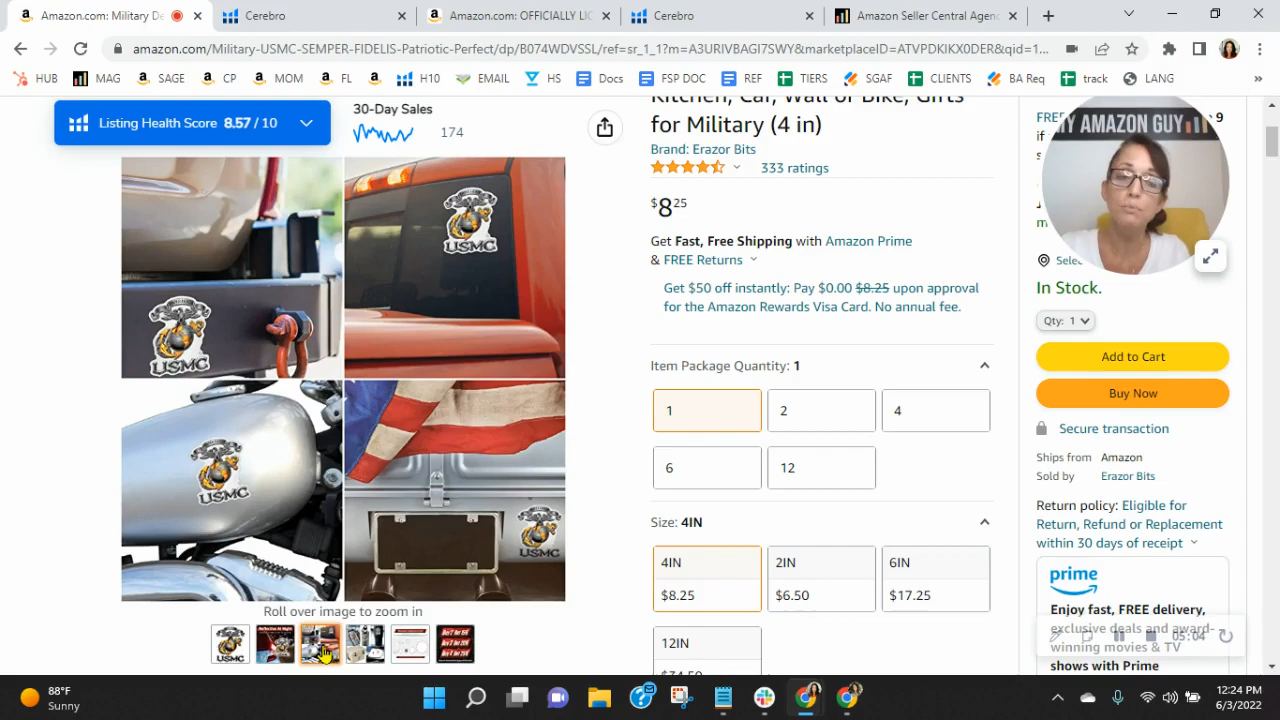 Amazon.com: Military De
Cerebro
Amazon.com: OFFICIALLY LIC
Cerebro
Amazon Seller Central Agenc
amazon.com/Military-USMC-SEMPER-FIDELIS-Patriotic-Perfect/dp/B074WDVSSL/ref=sr_1_1?m=A3URIVBAGI7SWY&marketplaceID=ATVPDKIKX0DER&qid=1...
HUB
MAG
SAGE
CP
MOM
FL
H10
EMAIL
HS
Docs
FSP DOC
REF
TIERS
SGAF
CLIENTS
BA Req
track
LANG
»
Listing Health Score 8.57 / 10
30-Day Sales
174
Kitchen, Car, Wall or Bike, Gifts
for Military (4 in)
Brand: Erazor Bits
333 ratings
$8 25
Get Fast, Free Shipping with Amazon Prime
& FREE Returns
Get $50 off instantly: Pay $0.00 $8.25 upon approval
for the Amazon Rewards Visa Card. No annual fee.
Item Package Quantity: 1
1
2
4
6
12
Size: 4IN
4IN
$8.25
2IN
$6.50
6IN
$17.25
12IN
USMC
USMC
USMC
USMC
Roll over image to zoom in
MY AMAZON GUY
FRE
9
if
Selec
In Stock.
Qty: 1
Add to Cart
Buy Now
Secure transaction
Ships from Amazon
Sold by Erazor Bits
Return policy: Eligible for
Return, Refund or Replacement
within 30 days of receipt
prime
Enjoy fast, FREE delivery,
exclusive deals and award-
winning movies & TV
shows with Prime
05:04
88°F
Sunny
12:24 PM
6/3/2022